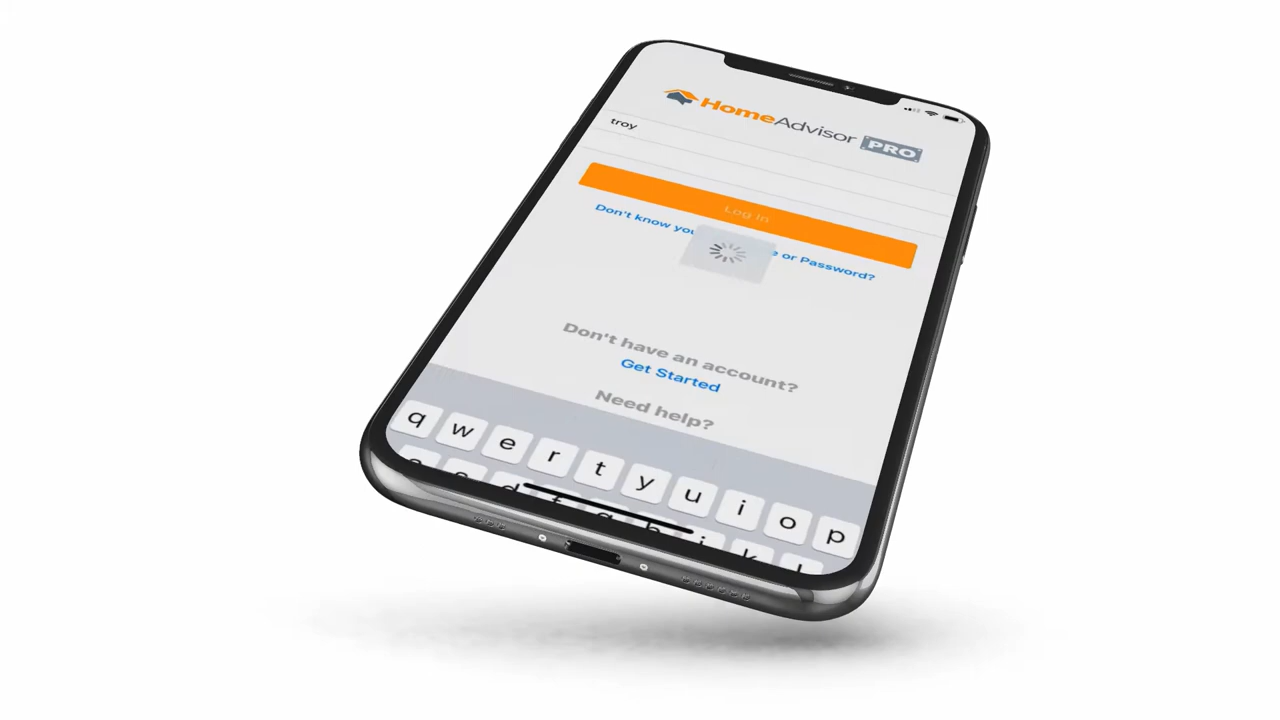 HomeAdvisor PRO
troy
Log In
Don't know you e or Password?
Don't have an account?
Get Started
Need help?
q w e r t y u i o p
a s d f g h j k l